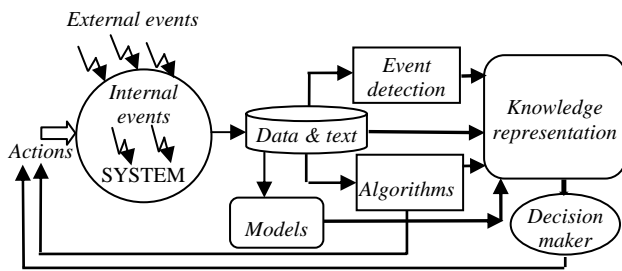 External events
Internal
events
SYSTEM
Actions
Data & text
Event
detection
Algorithms
Models
Knowledge
representation
Decision
maker